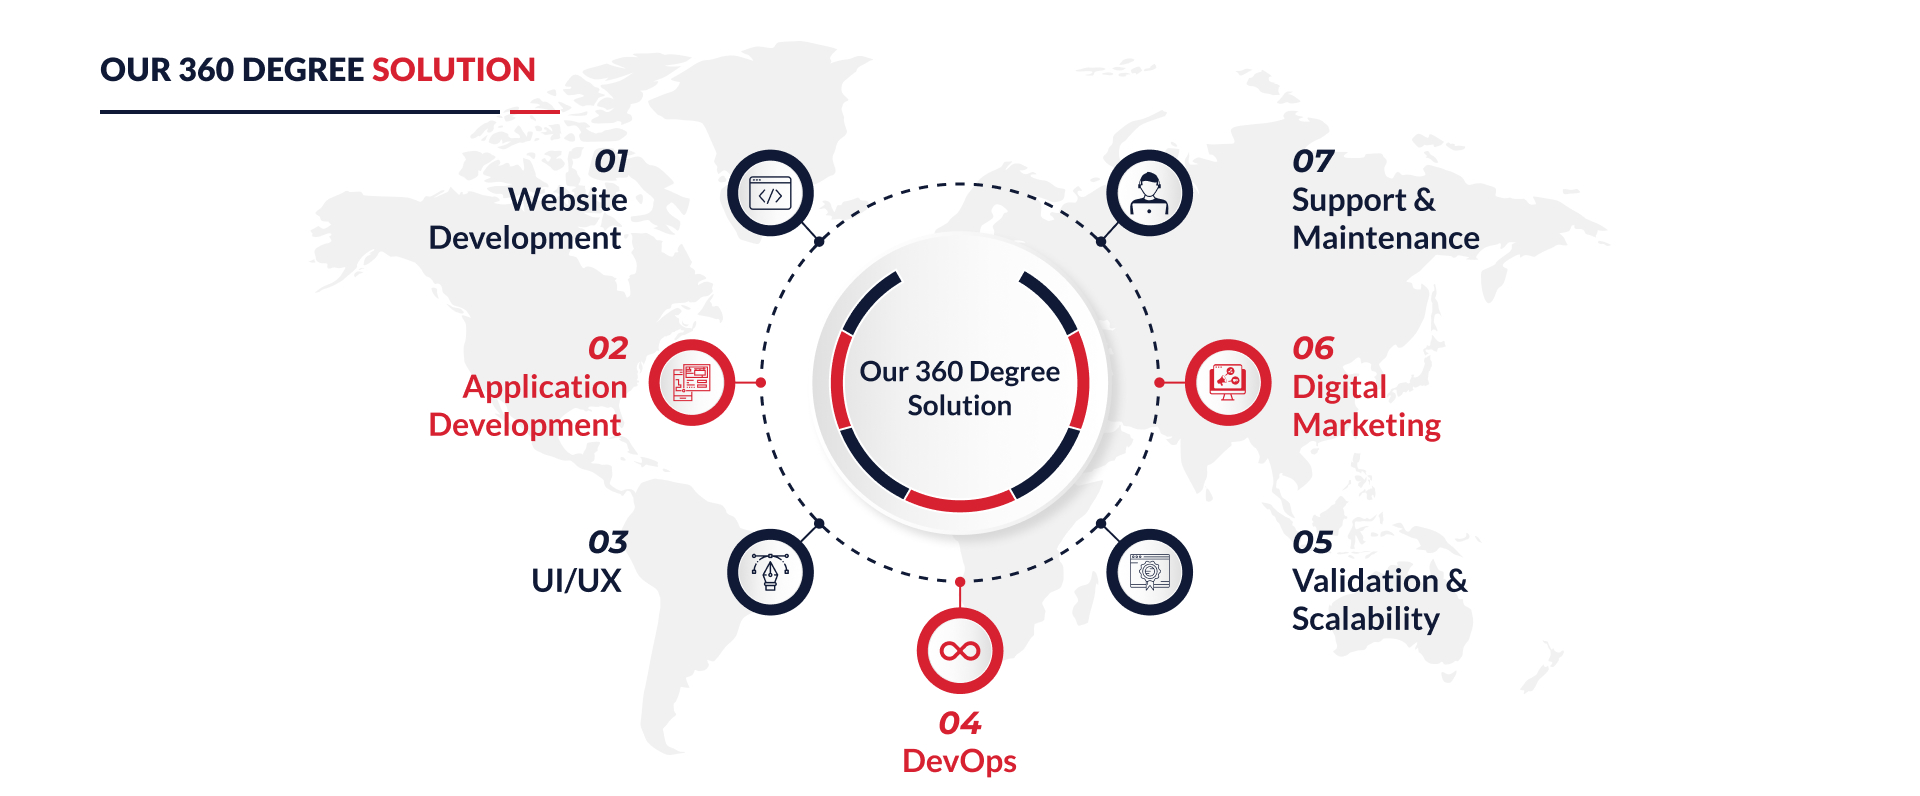 OUR 360 DEGREE SOLUTION
01
Website
Development
02
Application
Development
03
UI/UX
04
DevOps
05
Validation &
Scalability
06
Digital
Marketing
07
Support &
Maintenance
Our 360 Degree
Solution